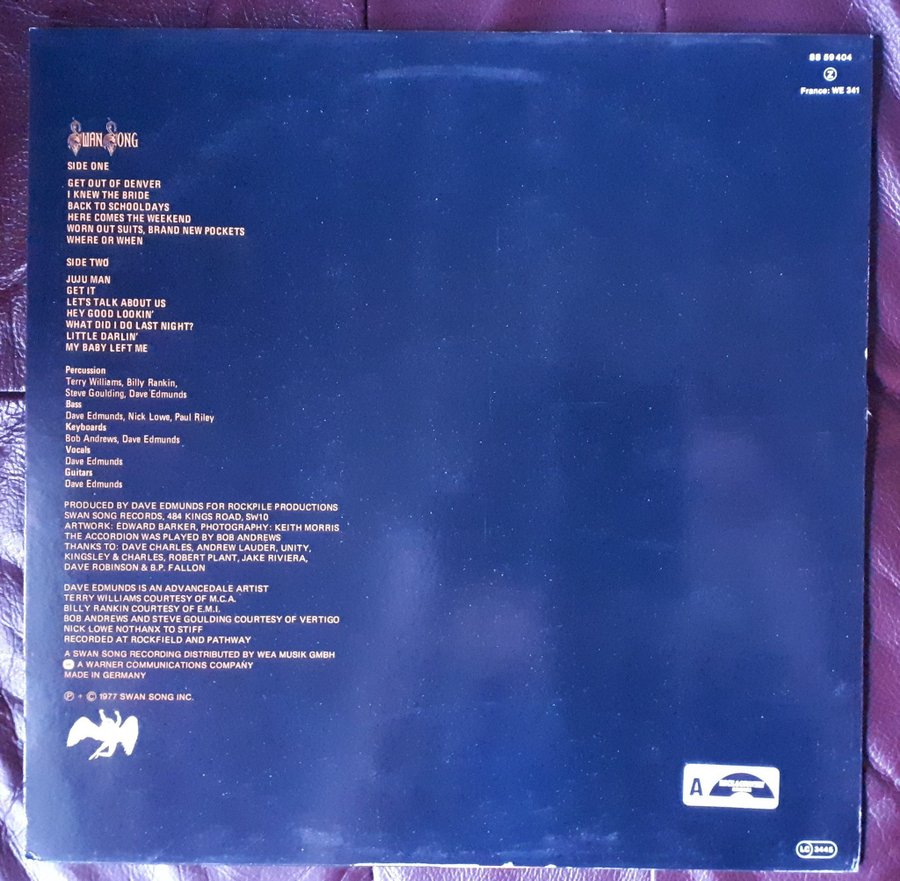 SS 59 404
Z
France: WE 341
SWAN SONG
SIDE ONE
GET OUT OF DENVER
I KNEW THE BRIDE
BACK TO SCHOOLDAYS
HERE COMES THE WEEKEND
WORN OUT SUITS, BRAND NEW POCKETS
WHERE OR WHEN
SIDE TWO
JUJU MAN
GET IT
LET'S TALK ABOUT US
HEY GOOD LOOKIN'
WHAT DID I DO LAST NIGHT?
LITTLE DARLIN'
MY BABY LEFT ME
Percussion
Terry Williams, Billy Rankin,
Steve Goulding, Dave Edmunds
Bass
Dave Edmunds, Nick Lowe, Paul Riley
Keyboards
Bob Andrews, Dave Edmunds
Vocals
Dave Edmunds
Guitars
Dave Edmunds
PRODUCED BY DAVE EDMUNDS FOR ROCKPILE PRODUCTIONS
SWAN SONG RECORDS, 484 KINGS ROAD, SW10
ARTWORK: EDWARD BARKER, PHOTOGRAPHY: KEITH MORRIS
THE ACCORDION WAS PLAYED BY BOB ANDREWS
THANKS TO: DAVE CHARLES, ANDREW LAUDER, UNITY,
KINGSLEY & CHARLES, ROBERT PLANT, JAKE RIVIERA,
DAVE ROBINSON & B.P. FALLON
DAVE EDMUNDS IS AN ADVANCEDALE ARTIST
TERRY WILLIAMS COURTESY OF M.C.A.
BILLY RANKIN COURTESY OF E.M.I.
BOB ANDREWS AND STEVE GOULDING COURTESY OF VERTIGO
NICK LOWE NOTHANX TO STIFF
RECORDED AT ROCKFIELD AND PATHWAY
A SWAN SONG RECORDING DISTRIBUTED BY WEA MUSIK GMBH
A WARNER COMMUNICATIONS COMPANY
MADE IN GERMANY
Ⓟ + © 1977 SWAN SONG INC.
A
LC 3445